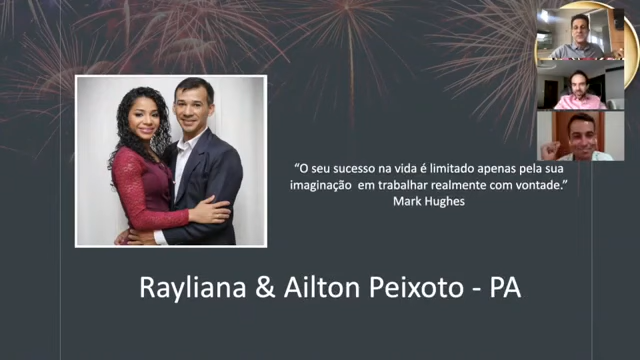 “O seu sucesso na vida é limitado apenas pela sua
imaginação em trabalhar realmente com vontade.”
Mark Hughes
Rayliana & Ailton Peixoto - PA